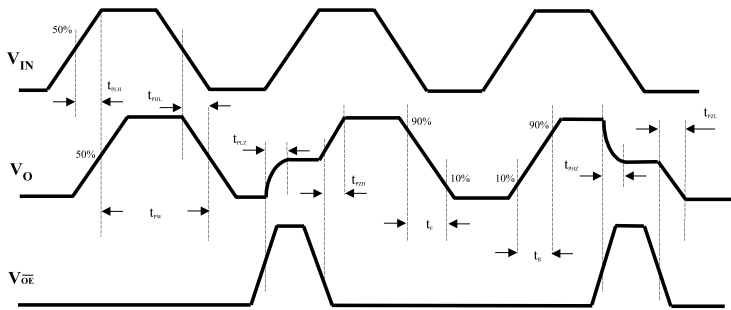 50%
V_IN
t_PLH
t_PHL
t_PZL
t_PLZ
90%
90%
50%
V_O
10%
10%
t_PZH
t_PHZ
t_PW
t_F
t_R
V_OE̅